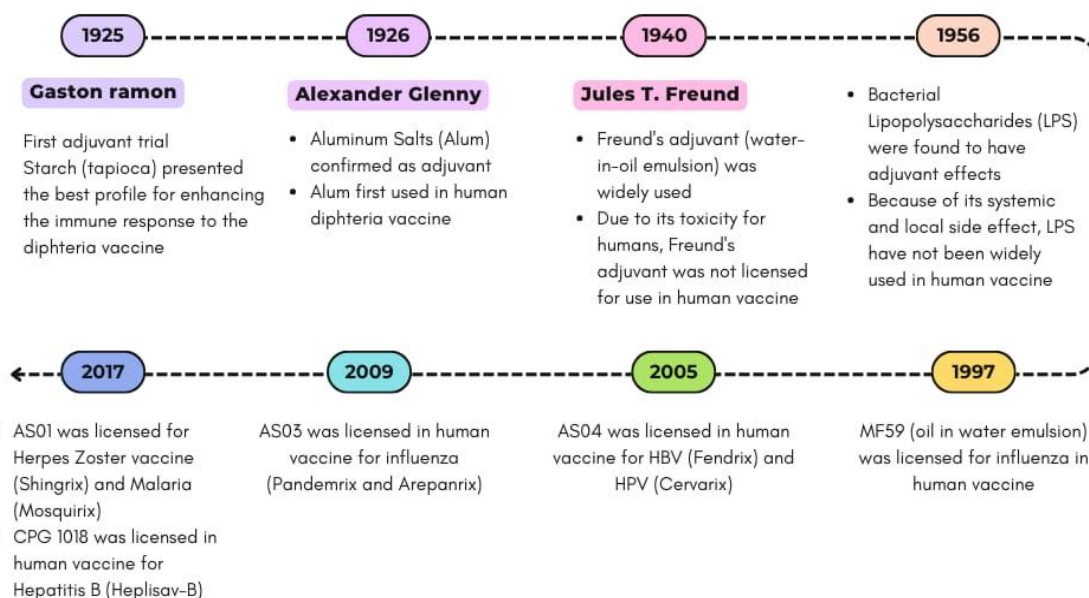 1925
Gaston ramon
First adjuvant trial
Starch (tapioca) presented
the best profile for enhancing
the immune response to the
diphteria vaccine
1926
Alexander Glenny
• Aluminum Salts (Alum)
confirmed as adjuvant
• Alum first used in human
diphteria vaccine
1940
Jules T. Freund
• Freund's adjuvant (water-
in-oil emulsion) was
widely used
• Due to its toxicity for
humans, Freund's
adjuvant was not licensed
for use in human vaccine
1956
• Bacterial
Lipopolysaccharides (LPS)
were found to have
adjuvant effects
• Because of its systemic
and local side effect, LPS
have not been widely
used in human vaccine
1997
MF59 (oil in water emulsion)
was licensed for influenza in
human vaccine
2005
AS04 was licensed in human
vaccine for HBV (Fendrix) and
HPV (Cervarix)
2009
AS03 was licensed in human
vaccine for influenza
(Pandemrix and Arepanrix)
2017
AS01 was licensed for
Herpes Zoster vaccine
(Shingrix) and Malaria
(Mosquirix)
CPG 1018 was licensed in
human vaccine for
Hepatitis B (Heplisav-B)